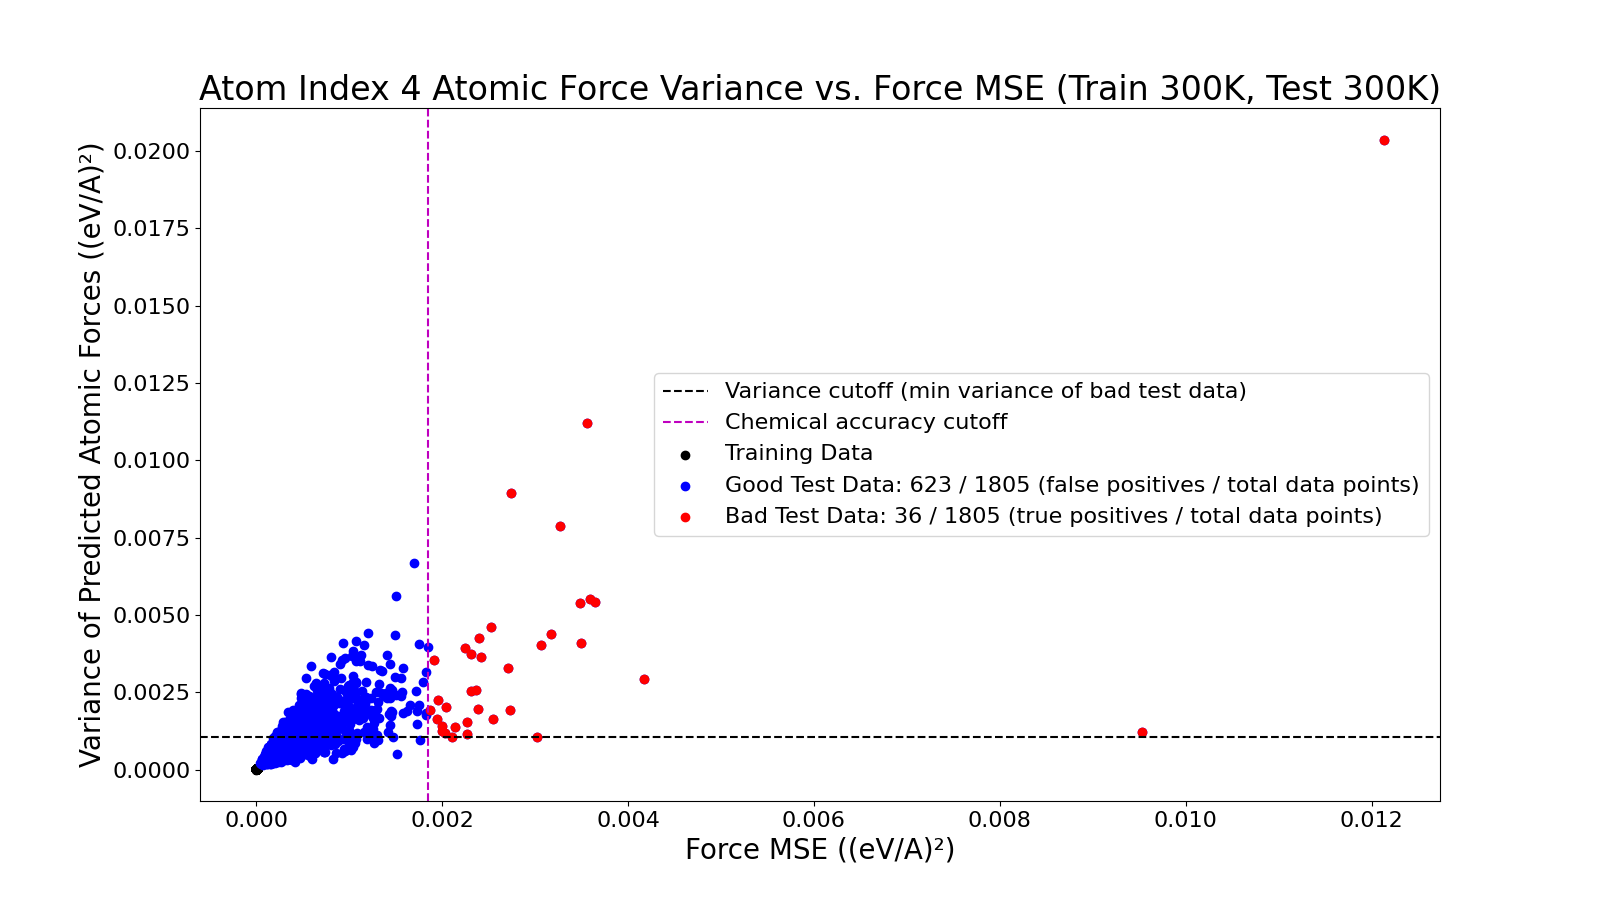 Atom Index 4 Atomic Force Variance vs. Force MSE (Train 300K, Test 300K)
Variance of Predicted Atomic Forces ((eV/A)²)
0.0200
0.0175
0.0150
0.0125
0.0100
0.0075
0.0050
0.0025
0.0000
Variance cutoff (min variance of bad test data)
Chemical accuracy cutoff
Training Data
Good Test Data: 623 / 1805 (false positives / total data points)
Bad Test Data: 36 / 1805 (true positives / total data points)
0.000 0.002 0.004 0.006 0.008 0.010 0.012
Force MSE ((eV/A)²)